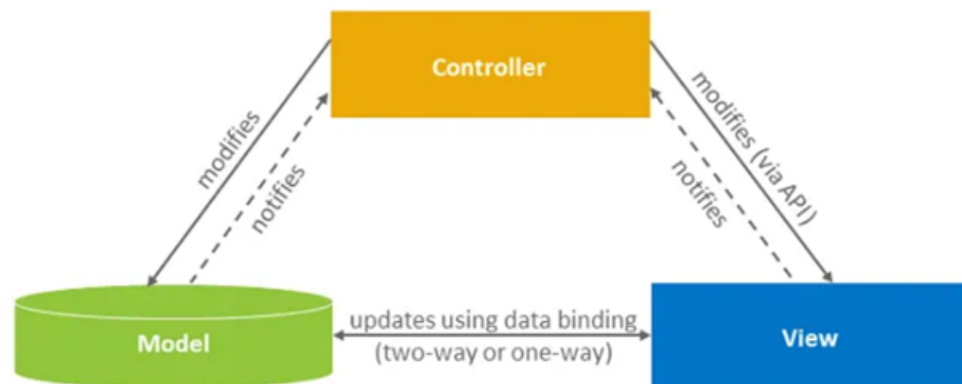 Controller
modifies
notifies
modifies (via API)
notifies
updates using data binding
(two-way or one-way)
Model
View